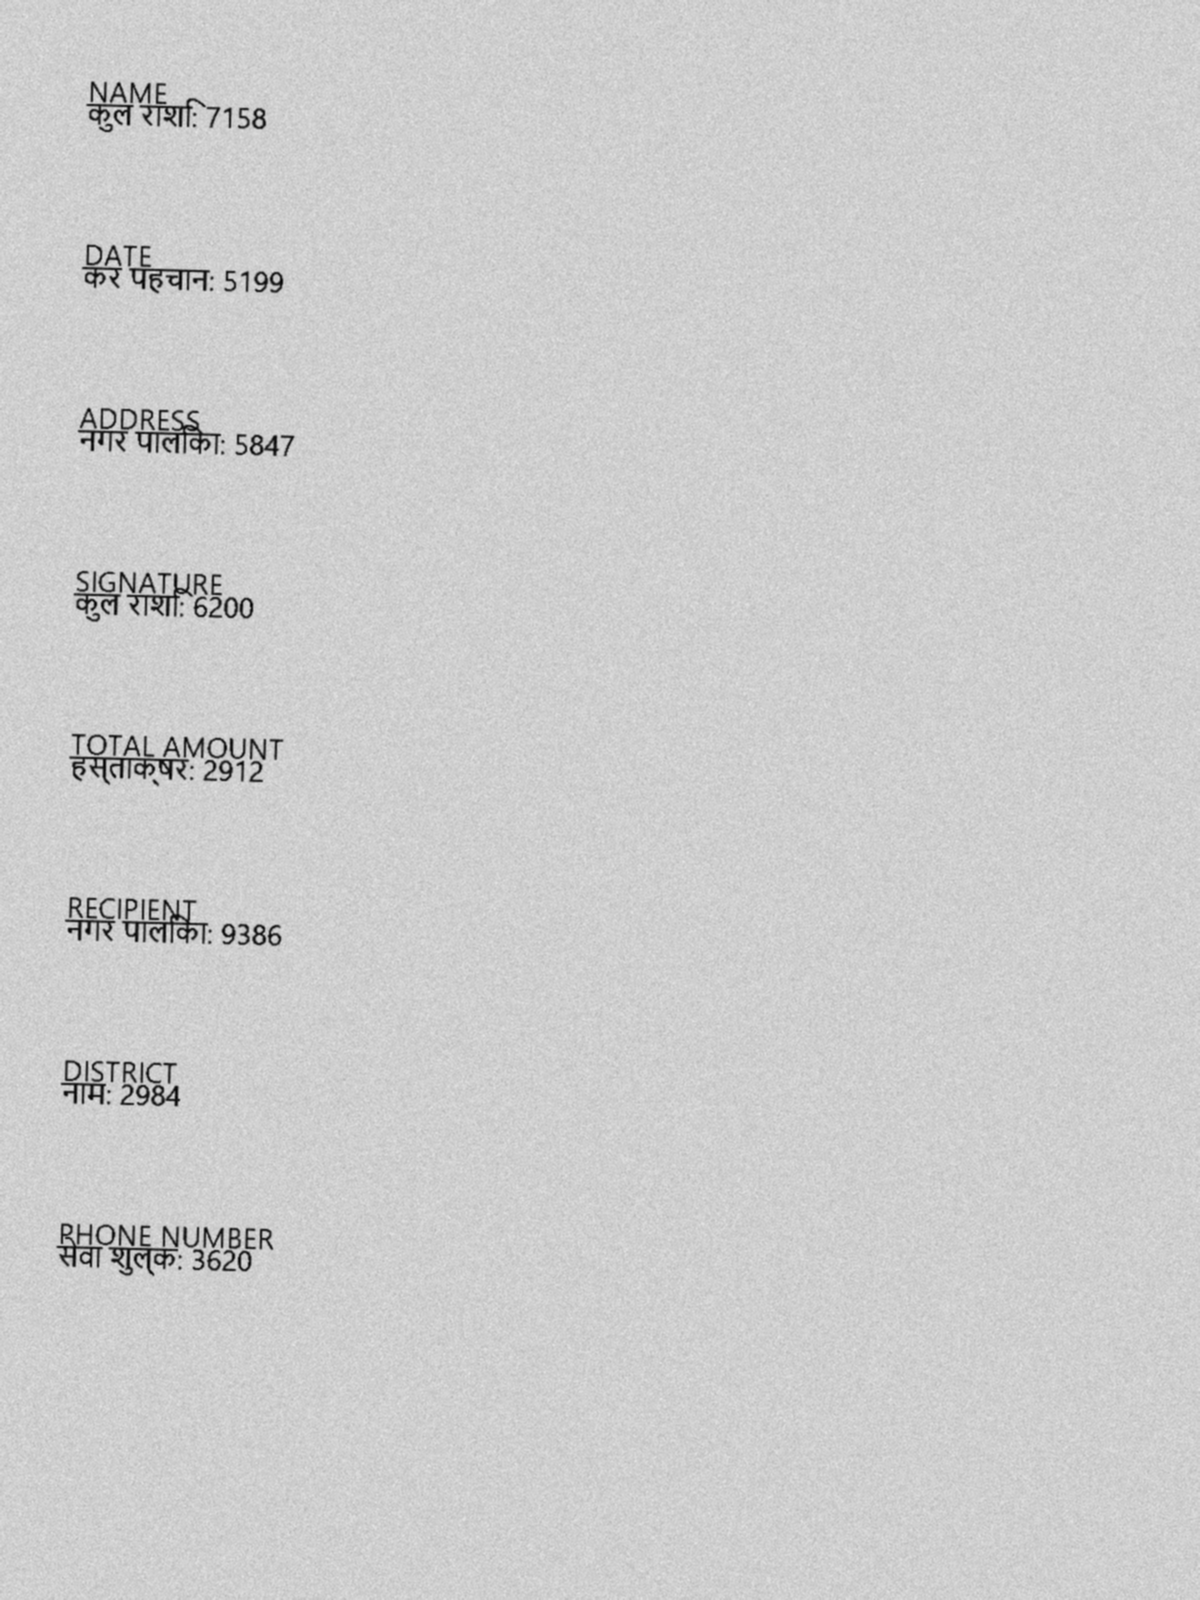 NAME
कुल राशि: 7158
DATE
कर पहचान: 5199
ADDRESS
नगर पालिका: 5847
SIGNATURE
कुल राशि: 6200
TOTAL AMOUNT
हस्ताक्षर: 2912
RECIPIENT
नगर पालिका: 9386
DISTRICT
नाम: 2984
PHONE NUMBER
सेवा शुल्क: 3620